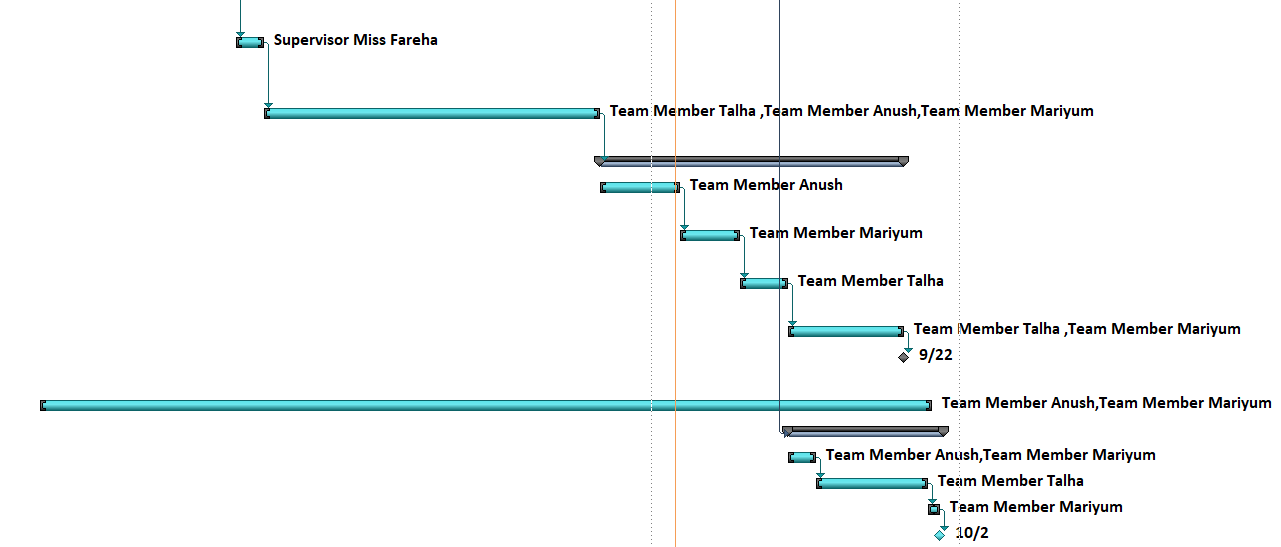 Supervisor Miss Fareha
Team Member Talha ,Team Member Anush,Team Member Mariyum
Team Member Anush
Team Member Mariyum
Team Member Talha
Team Member Talha ,Team Member Mariyum
9/22
Team Member Anush,Team Member Mariyum
Team Member Anush,Team Member Mariyum
Team Member Talha
Team Member Mariyum
10/2